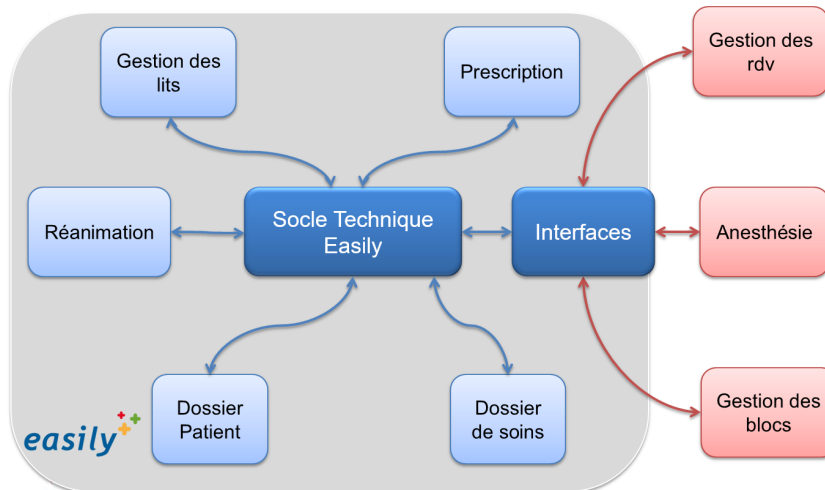 Gestion des
lits
Prescription
Gestion des
rdv
Réanimation
Socle Technique
Easily
Interfaces
Anesthésie
Dossier
Patient
Dossier
de soins
Gestion des
blocs
easily